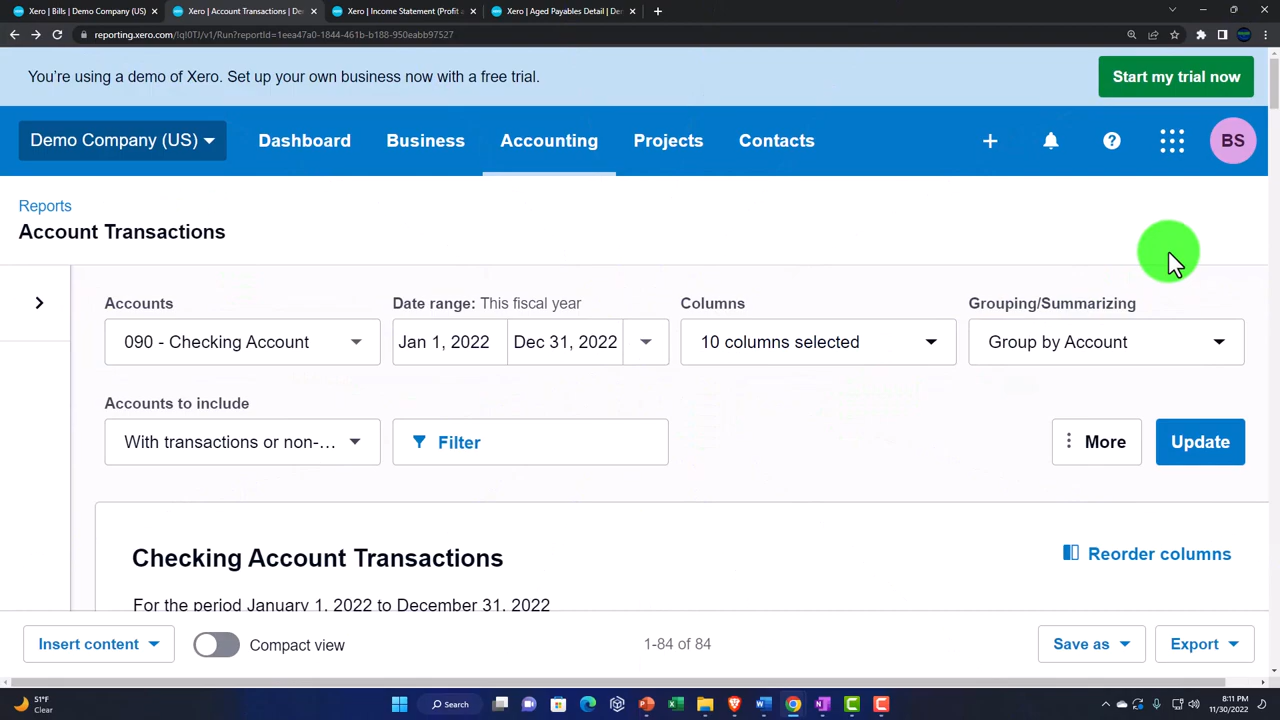 Xero | Bills | Demo Company (US)
Xero | Account Transactions | De
Xero | Income Statement (Profit a
Xero | Aged Payables Detail | De
reporting.xero.com/!q!0TJ/v1/Run?reportId=1eea47a0-1844-461b-b188-950eabb97527
You're using a demo of Xero. Set up your own business now with a free trial.
Start my trial now
Demo Company (US)
Dashboard
Business
Accounting
Projects
Contacts
BS
Reports
Account Transactions
Accounts
Date range: This fiscal year
Columns
Grouping/Summarizing
090 - Checking Account
Jan 1, 2022
Dec 31, 2022
10 columns selected
Group by Account
Accounts to include
With transactions or non-...
Filter
More
Update
Checking Account Transactions
Reorder columns
For the period January 1, 2022 to December 31, 2022
Insert content
Compact view
1-84 of 84
Save as
Export
51°F
Clear
Search
8:11 PM
11/30/2022